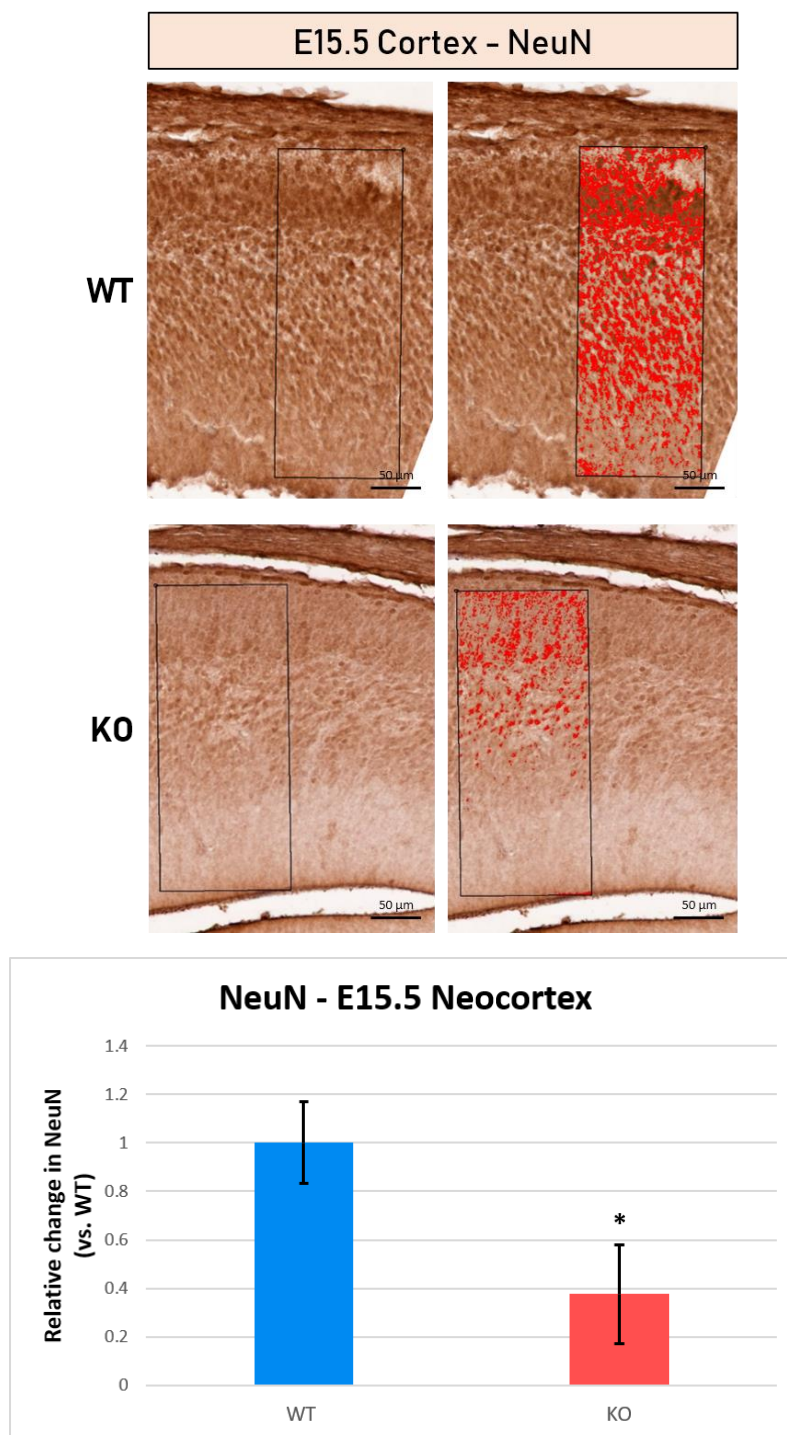 E15.5 Cortex - NeuN
WT
50 µm
50 µm
KO
50 µm
50 µm
NeuN - E15.5 Neocortex
Relative change in NeuN
(vs. WT)
1.4
1.2
1
0.8
0.6
0.4
0.2
0
*
WT
KO